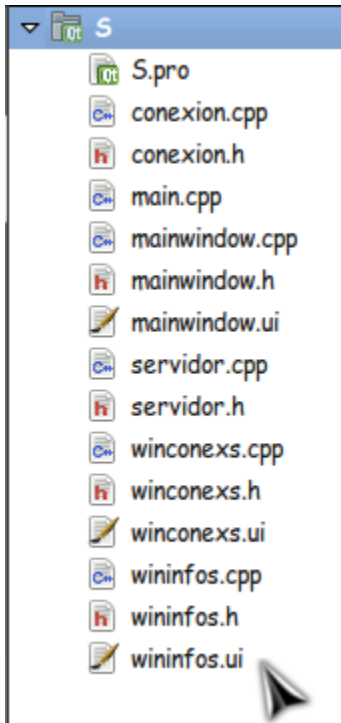 S
S.pro
conexion.cpp
conexion.h
main.cpp
mainwindow.cpp
mainwindow.h
mainwindow.ui
servidor.cpp
servidor.h
winconexs.cpp
winconexs.h
winconexs.ui
wininfos.cpp
wininfos.h
wininfos.ui